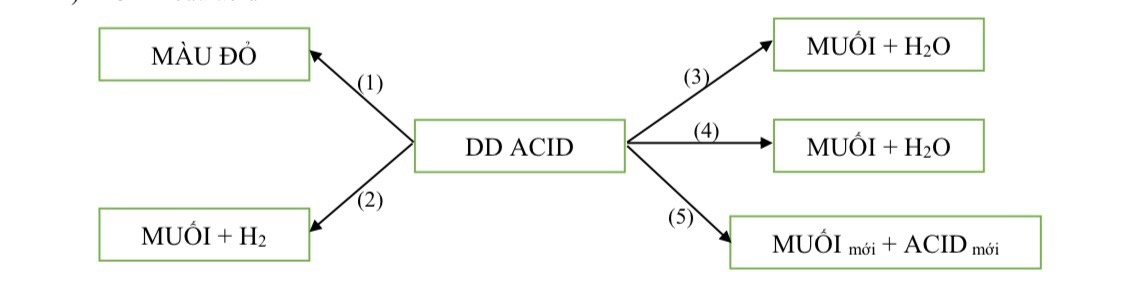 MÀU ĐỎ
(1)
(2)
MUỐI + H₂
DD ACID
(3)
MUỐI + H₂O
(4)
MUỐI + H₂O
(5)
MUỐI mới + ACID mới